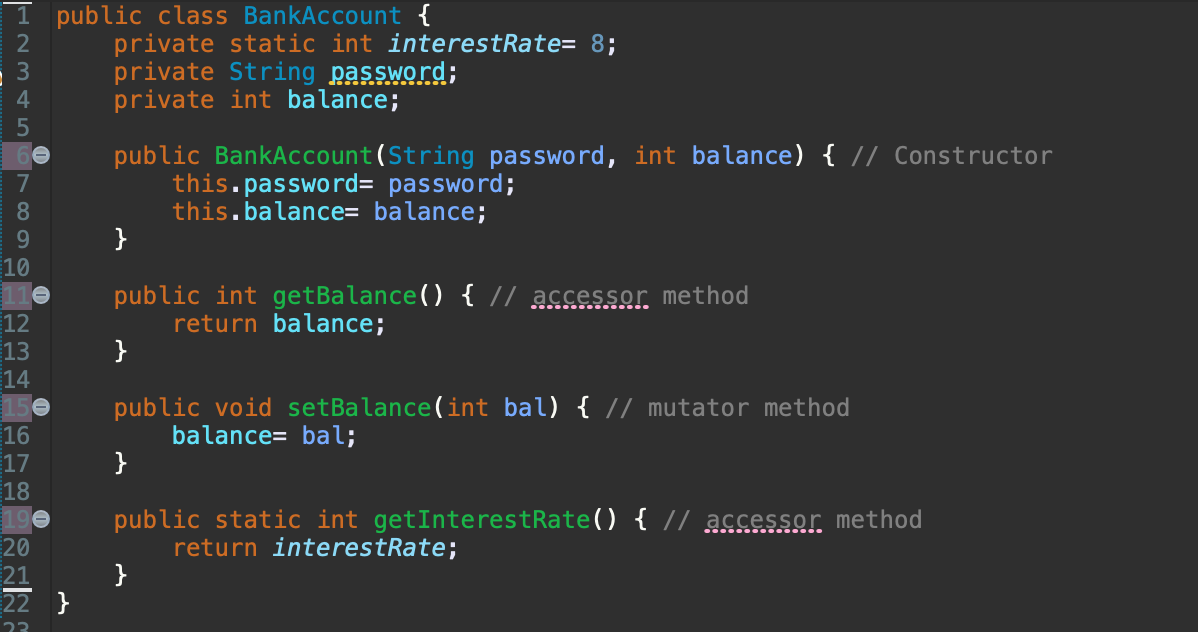 1 public class BankAccount {
2     private static int interestRate= 8;
3     private String password;
4     private int balance;
5
6     public BankAccount(String password, int balance) { // Constructor
7         this.password= password;
8         this.balance= balance;
9     }
10
11     public int getBalance() { // accessor method
12         return balance;
13     }
14
15     public void setBalance(int bal) { // mutator method
16         balance= bal;
17     }
18
19     public static int getInterestRate() { // accessor method
20         return interestRate;
21     }
22 }
23